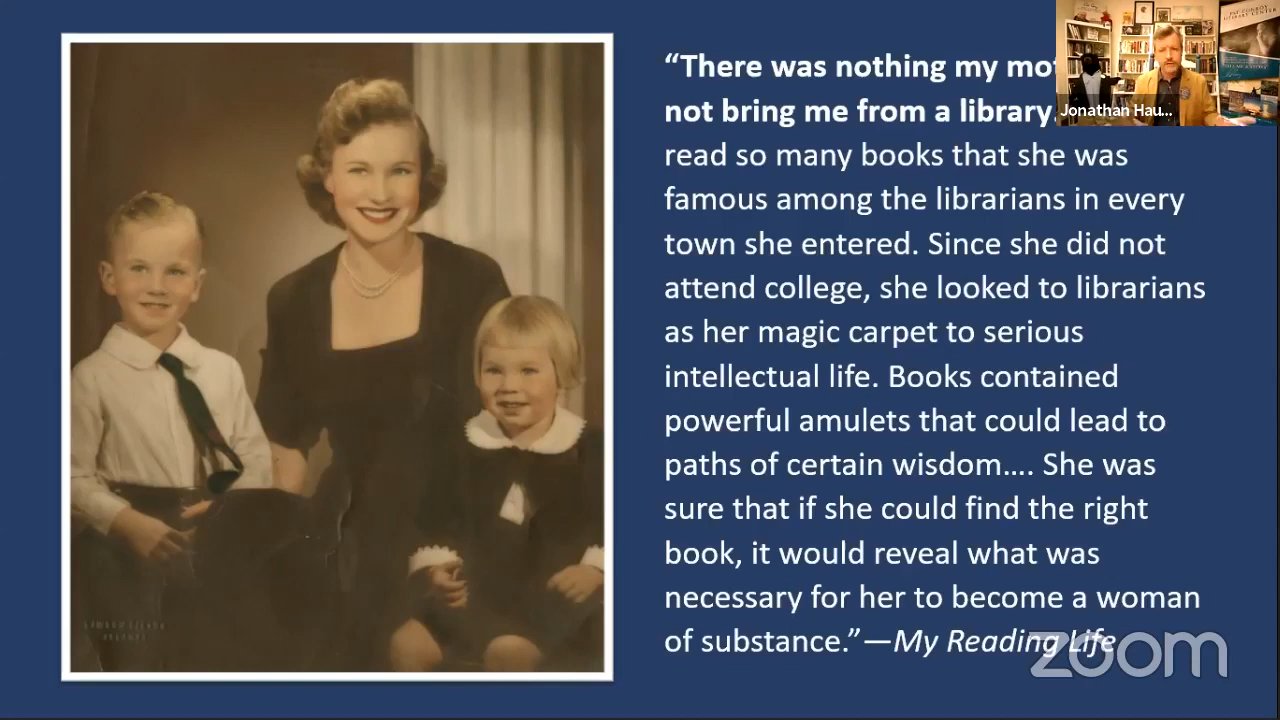 “There was nothing my
not bring me from a library.
read so many books that she was
famous among the librarians in every
town she entered. Since she did not
attend college, she looked to librarians
as her magic carpet to serious
intellectual life. Books contained
powerful amulets that could lead to
paths of certain wisdom…. She was
sure that if she could find the right
book, it would reveal what was
necessary for her to become a woman
of substance.”—My Reading Life
Jonathan Hau...
PAT CONROY
LITERARY CENTER
zoom